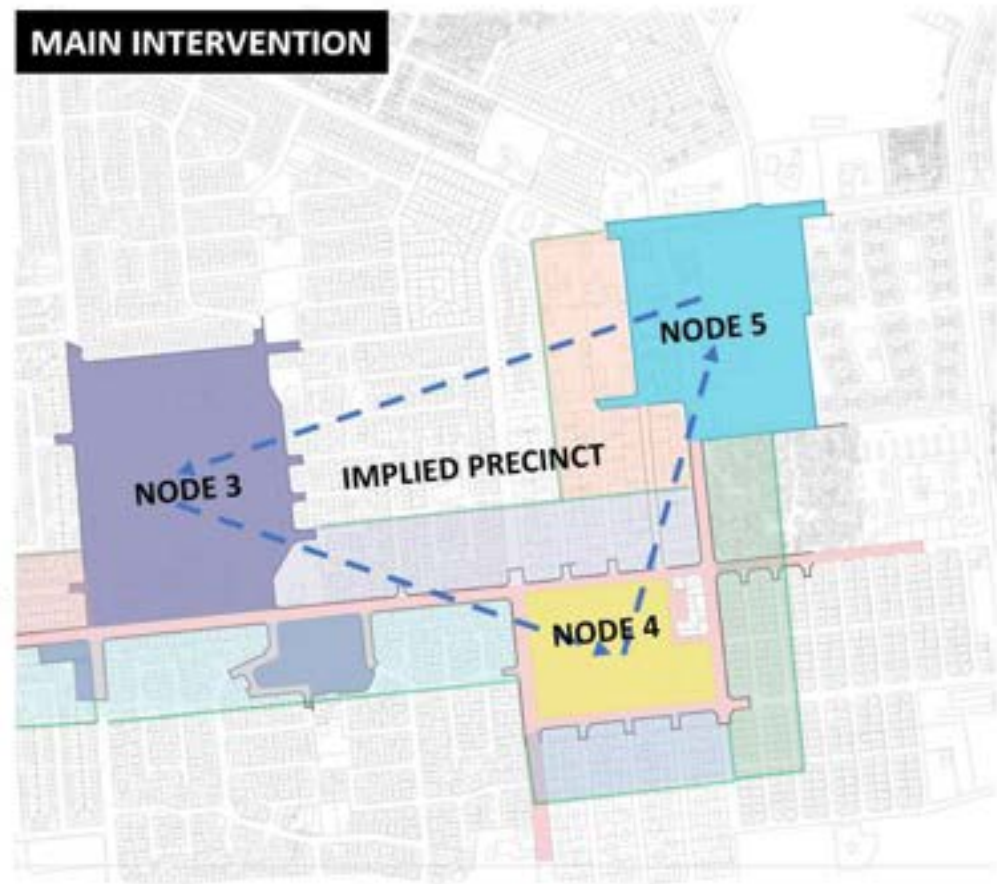 MAIN INTERVENTION
NODE 5
IMPLIED PRECINCT
NODE 3
NODE 4